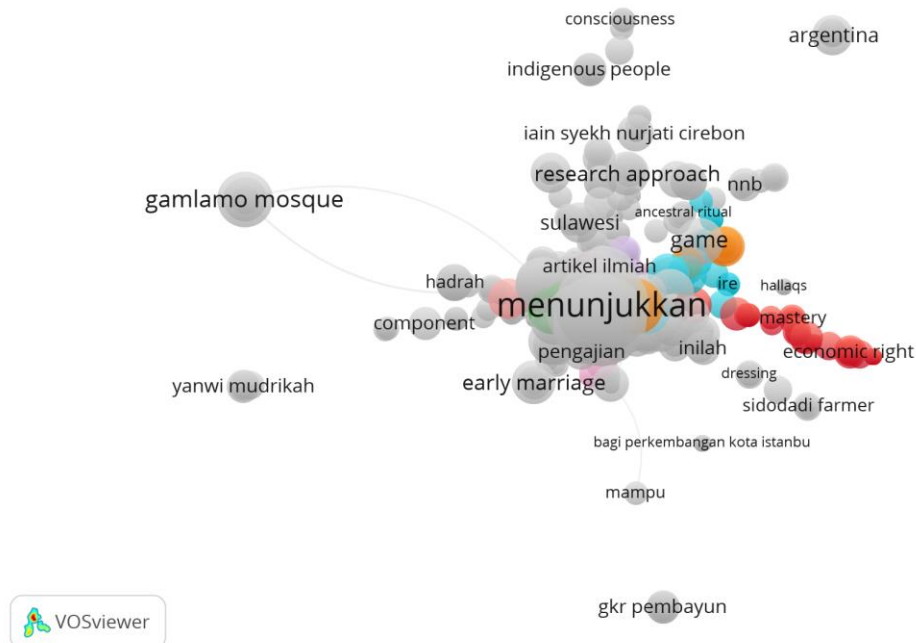 consciousness
argentina
indigenous people
iain syekh nurjati cirebon
research approach
nnb
gamlamo mosque
ancestral ritual
sulawesi
game
artikel ilmiah
hadrah
ire
hallaqs
menunjukkan
mastery
component
pengajian
inilah
economic right
yanwi mudrikah
early marriage
dressing
sidodadi farmer
bagi perkembangan kota istanbu
mampu
gkr pembayun
VOSviewer